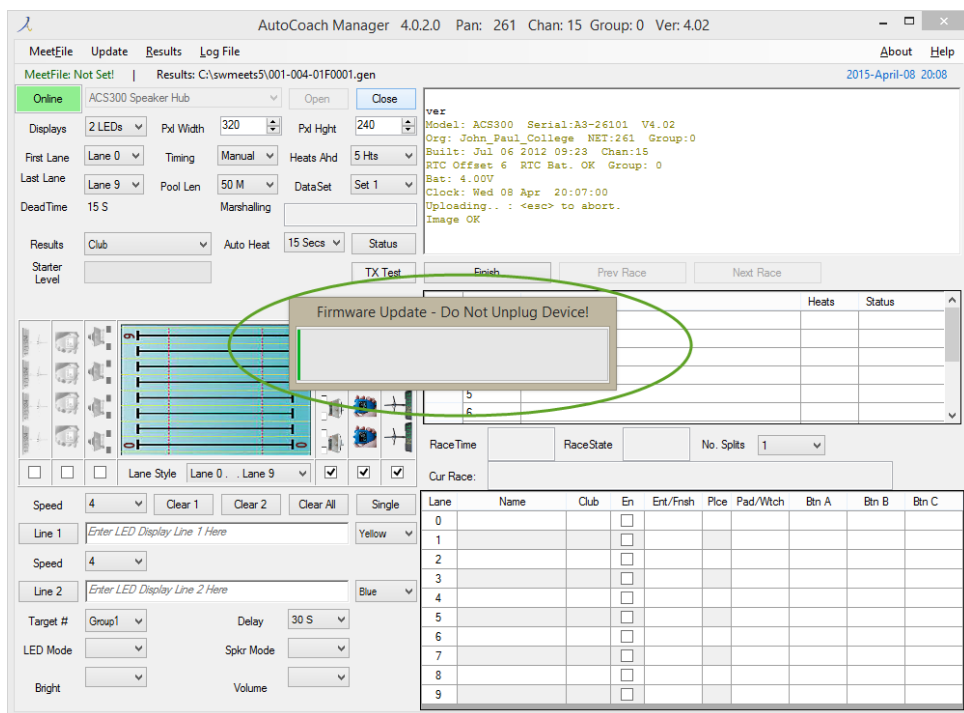 AutoCoach Manager 4.0.2.0 Pan: 261 Chan: 15 Group: 0 Ver: 4.02
MeetFile Update Results Log File About Help
MeetFile: Not Set! | Results: C:\swmeets5\001-004-01F0001.gen 2015-April-08 20:08
Online ACS300 Speaker Hub Open Close
Displays 2 LEDs Pxl Width 320 Pxl Hght 240
First Lane Lane 0 Timing Manual Heats Ahd 5 Hts
Last Lane Lane 9 Pool Len 50 M DataSet Set 1
DeadTime 15 S Marshalling
Results Club Auto Heat 15 Secs Status
Starter Level TX Test
ver
Model: ACS300 Serial:A3-26101 V4.02
Org: John_Paul_College NET:261 Group:0
Built: Jul 06 2012 09:23 Chan:15
RTC Offset 6 RTC Bat. OK Group: 0
Bat: 4.00V
Clock: Wed 08 Apr 20:07:00
Uploading.. : <esc> to abort.
Image OK
Finish Prev Race Next Race
Heats Status
Firmware Update - Do Not Unplug Device!
5
6
9
0
Lane Style Lane 0 . . Lane 9
RaceTime RaceState No. Splits 1
Cur Race:
Speed 4 Clear 1 Clear 2 Clear All Single
Line 1 Enter LED Display Line 1 Here Yellow
Speed 4
Line 2 Enter LED Display Line 2 Here Blue
Target # Group1 Delay 30 S
LED Mode Spkr Mode
Bright Volume
Lane Name Club En Ent/Fnsh Plce Pad/Wtch Btn A Btn B Btn C
0
1
2
3
4
5
6
7
8
9